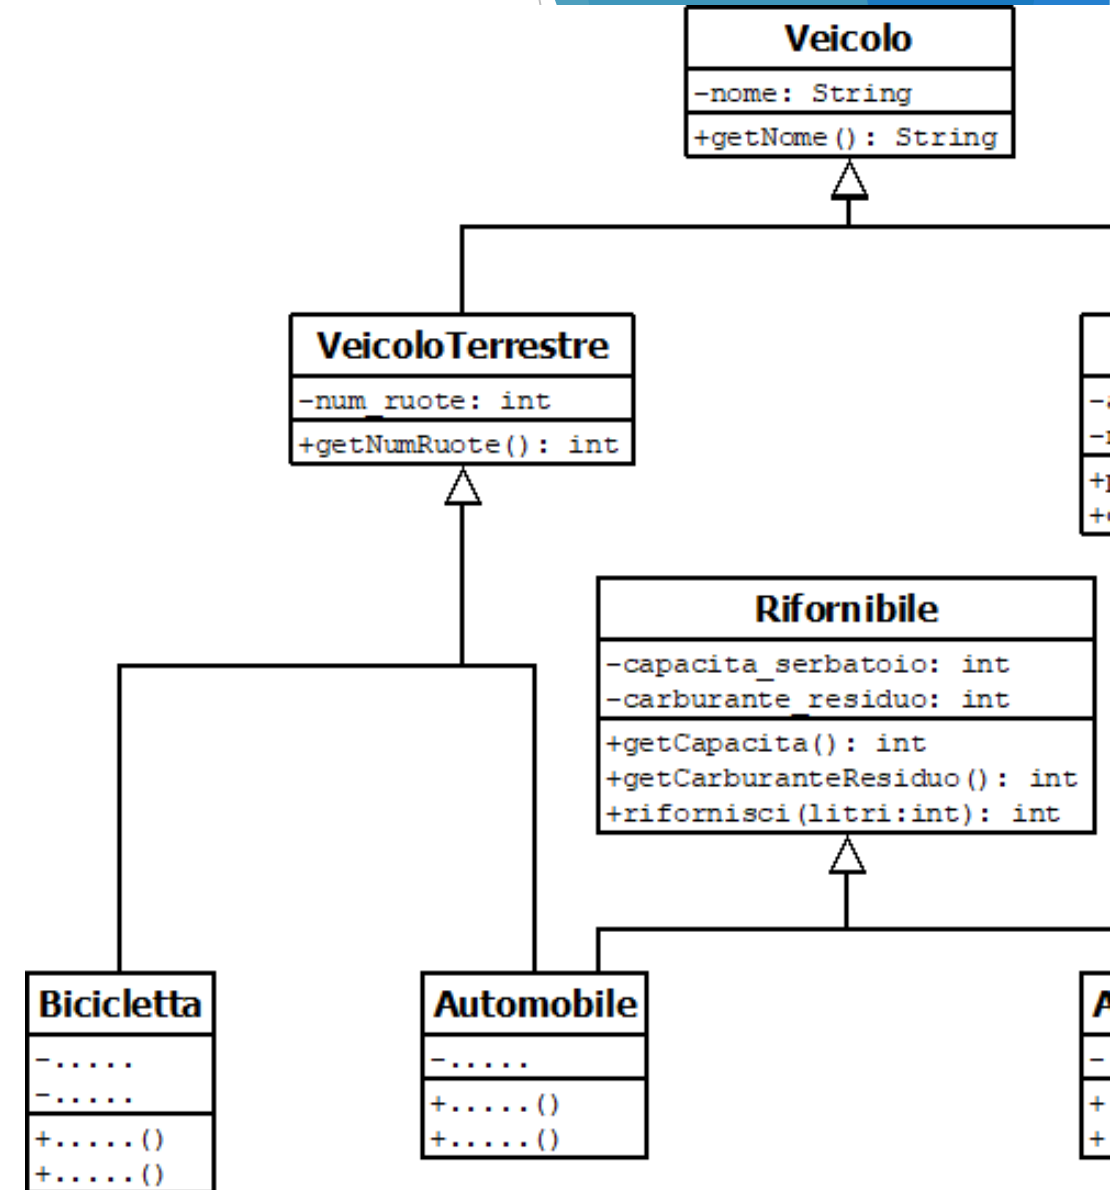 Veicolo
-nome: String
+getNome(): String
VeicoloTerrestre
-num_ruote: int
+getNumRuote(): int
Rifornibile
-capacita_serbatoio: int
-carburante_residuo: int
+getCapacita(): int
+getCarburanteResiduo(): int
+rifornisci(litri:int): int
Bicicletta
-.....
-.....
+.....()
+.....()
Automobile
-.....
+.....()
+.....()